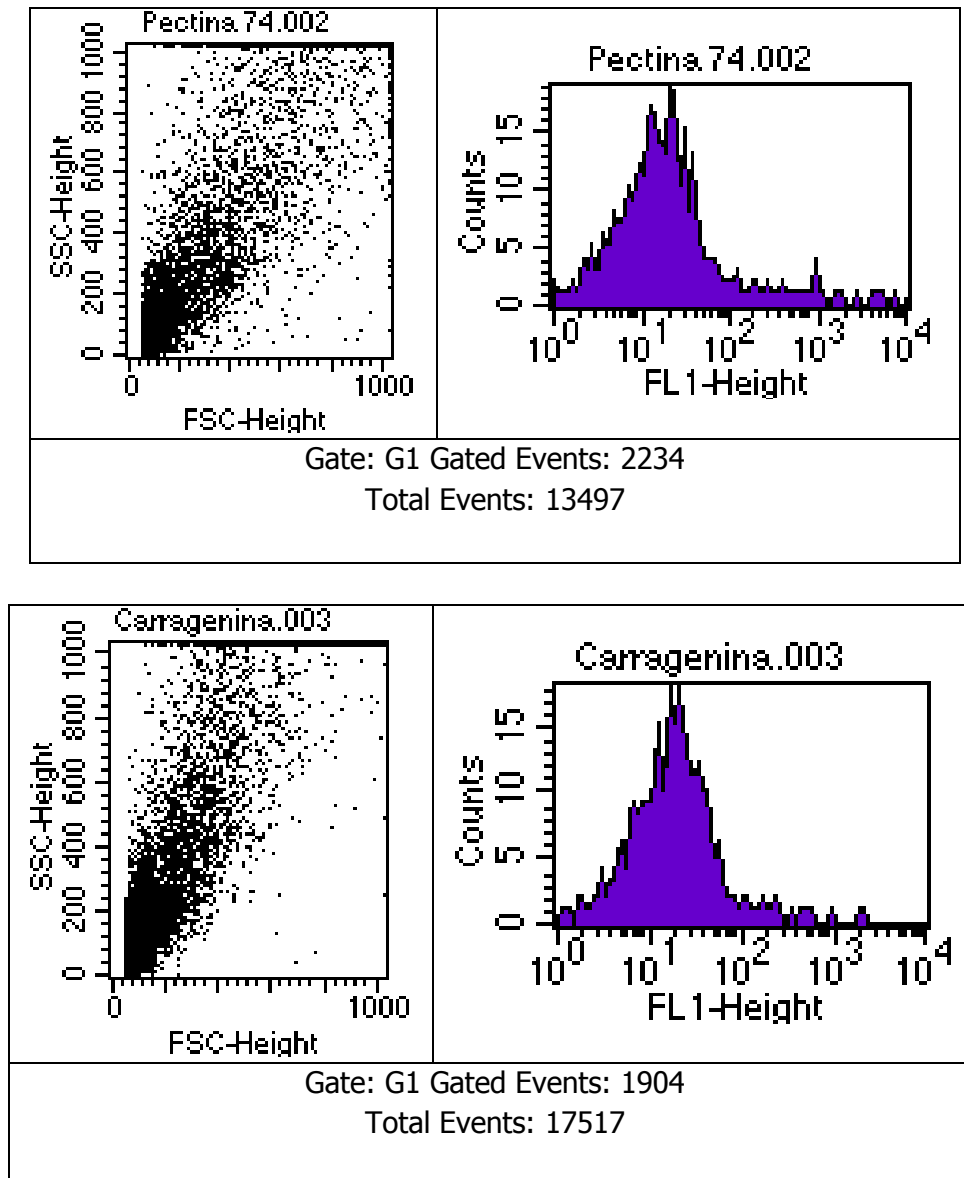 Pectina.74.002
SSC-Height
0 200 400 600 800 1000
0 1000
FSC-Height
Pectina.74.002
Counts
0 5 10 15
10^0 10^1 10^2 10^3 10^4
FL1-Height
Gate: G1 Gated Events: 2234
Total Events: 13497
Carragenina..003
SSC-Height
0 200 400 600 800 1000
0 1000
FSC-Height
Carragenina..003
Counts
0 5 10 15
10^0 10^1 10^2 10^3 10^4
FL1-Height
Gate: G1 Gated Events: 1904
Total Events: 17517